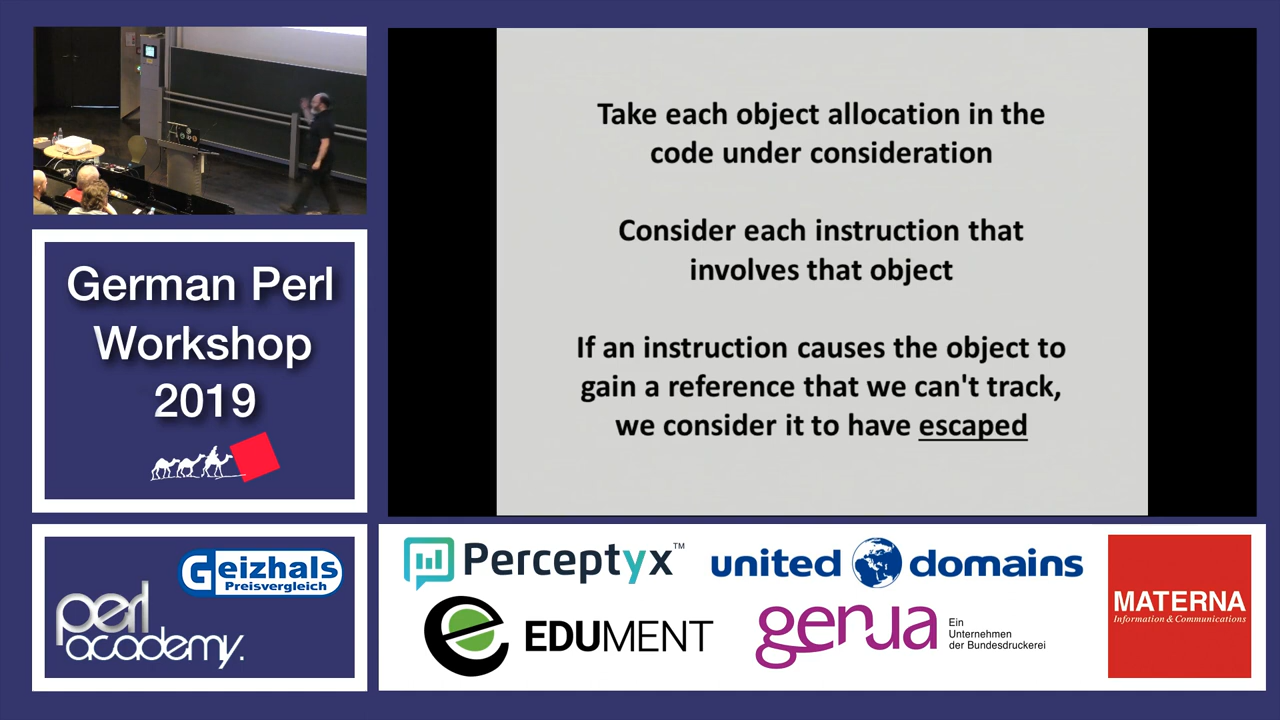 Take each object allocation in the
code under consideration
Consider each instruction that
involves that object
If an instruction causes the object to
gain a reference that we can't track,
we consider it to have escaped
German Perl
Workshop
2019
Geizhals
Preisvergleich
perl
academy.
Perceptyx™
united domains
EDUMENT
genua
Ein
Unternehmen
der Bundesdruckerei
MATERNA
Information & Communications